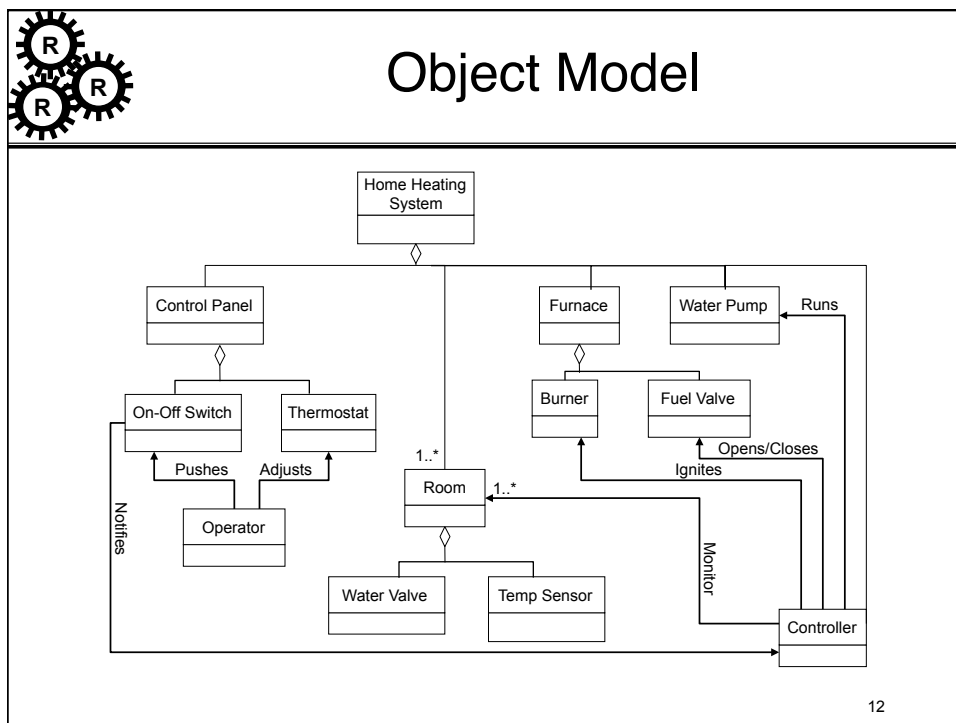 R
R
R
Object Model
Home Heating
System
Control Panel
Furnace
Water Pump
Runs
On-Off Switch
Thermostat
Burner
Fuel Valve
Opens/Closes
Pushes
Adjusts
1..*
Ignites
Room
1..*
Operator
Notifies
Monitor
Water Valve
Temp Sensor
Controller
12